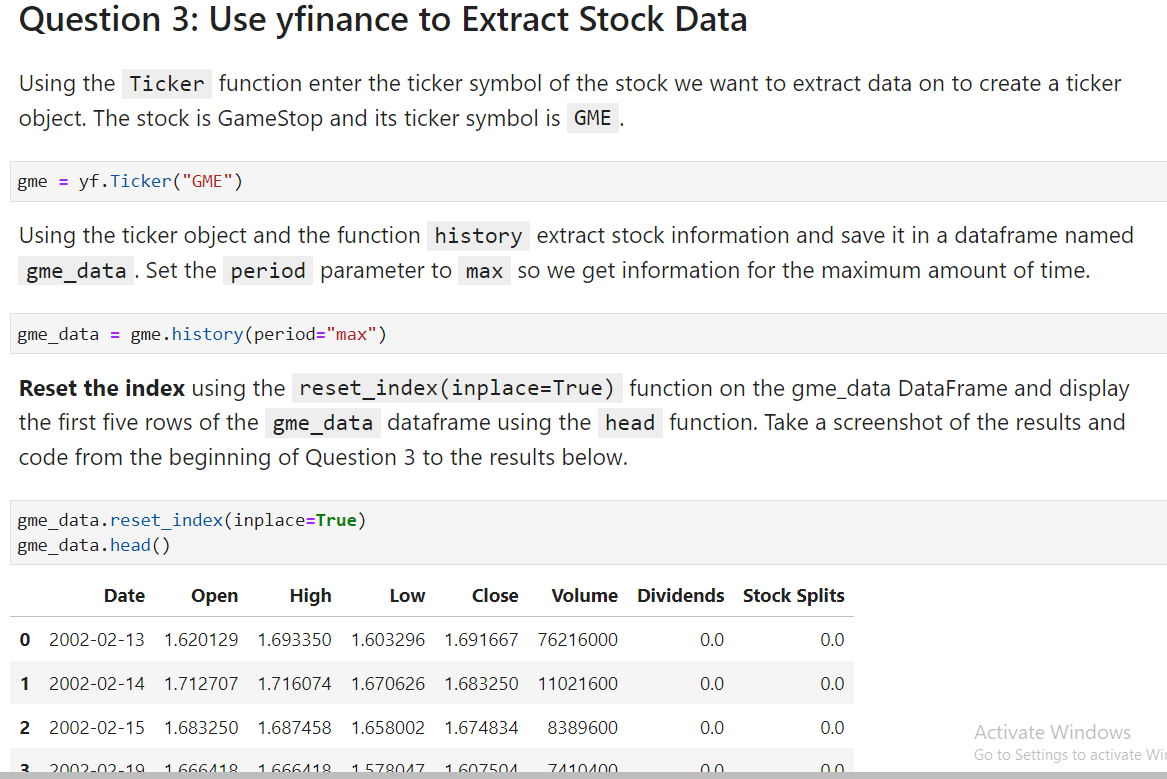 Question 3: Use yfinance to Extract Stock Data
Using the Ticker function enter the ticker symbol of the stock we want to extract data on to create a ticker
object. The stock is GameStop and its ticker symbol is GME .
gme = yf.Ticker("GME")
Using the ticker object and the function history extract stock information and save it in a dataframe named
gme_data . Set the period parameter to max so we get information for the maximum amount of time.
gme_data = gme.history(period="max")
Reset the index using the reset_index(inplace=True) function on the gme_data DataFrame and display
the first five rows of the gme_data dataframe using the head function. Take a screenshot of the results and
code from the beginning of Question 3 to the results below.
gme_data.reset_index(inplace=True)
gme_data.head()
Date Open High Low Close Volume Dividends Stock Splits
0 2002-02-13 1.620129 1.693350 1.603296 1.691667 76216000 0.0 0.0
1 2002-02-14 1.712707 1.716074 1.670626 1.683250 11021600 0.0 0.0
2 2002-02-15 1.683250 1.687458 1.658002 1.674834 8389600 0.0 0.0
3 2002-02-19 1.666418 1.666418 1.578047 1.607504 7410400 0.0 0.0
Activate Windows
Go to Settings to activate Wi